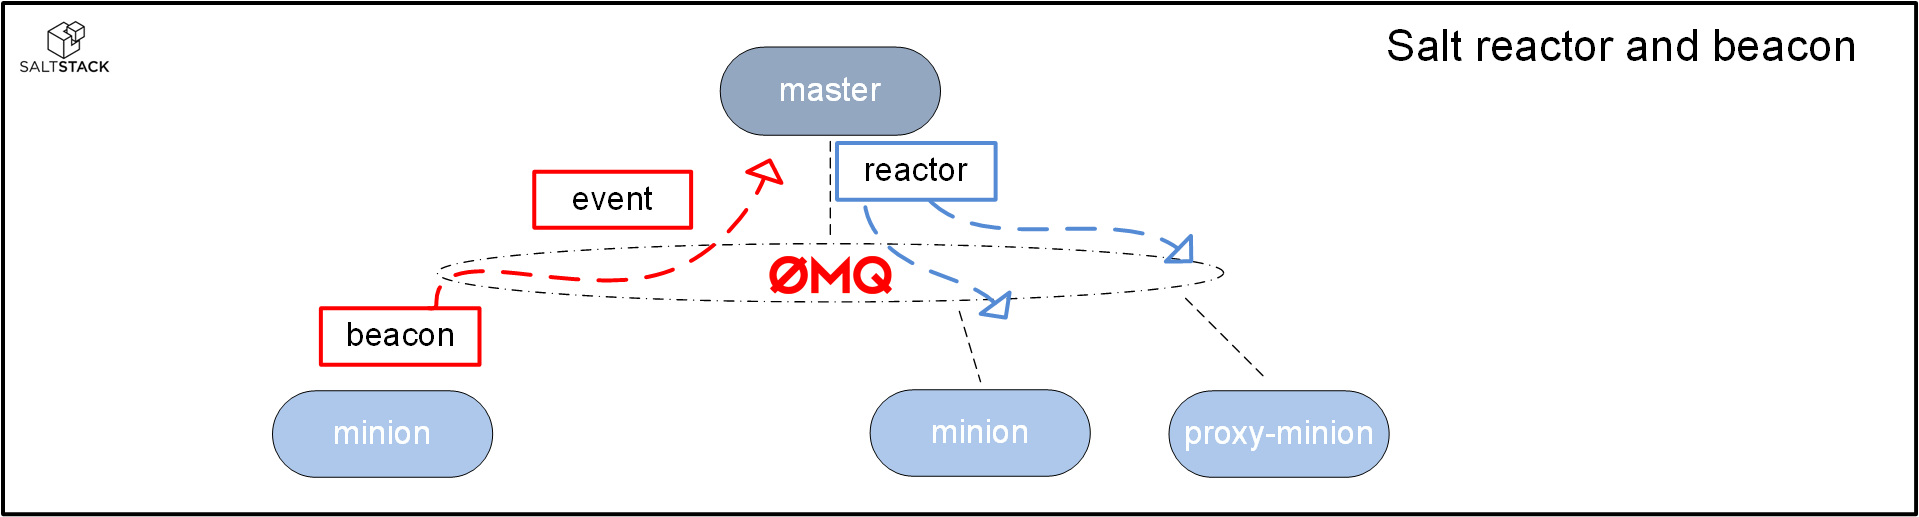 SALTSTACK
Salt reactor and beacon
master
reactor
event
ØMQ
beacon
minion
minion
proxy-minion